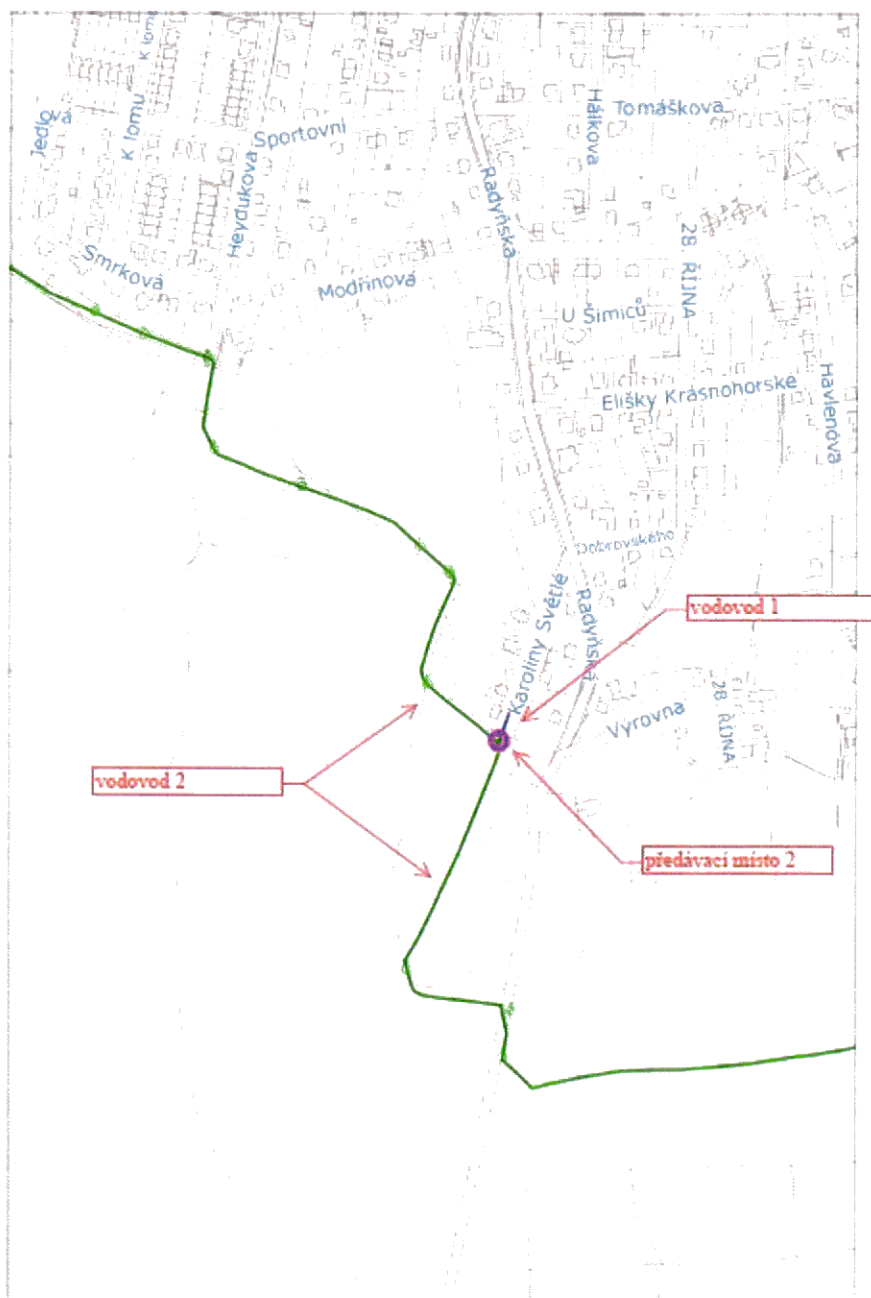 K lomu
Jedlová
K lomu
Sportovní
Heydukova
Smrková
Modřínová
Radyňská
Hálkova
Tomáškova
28. ŘÍJNA
U Šimiců
Elišky Krásnohorské
Havlenova
Dobrovského
Karoliny Světlé
Radyňská
vodovod 1
28. ŘÍJNA
Výrovna
vodovod 2
předávací místo 2